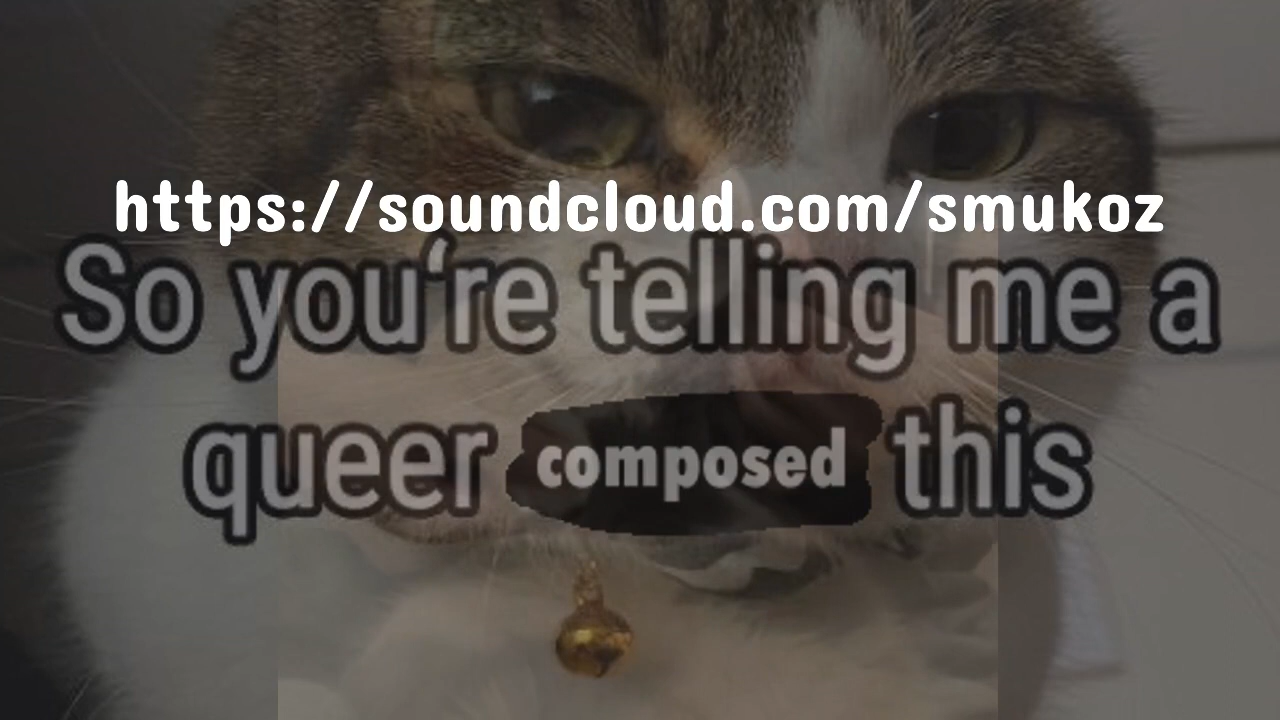 https://soundcloud.com/smukoz
So you‘re telling me a
queer composed this